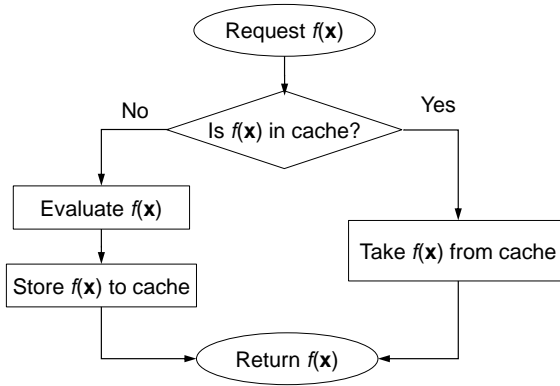 Request f(x)
No
Yes
Is f(x) in cache?
Evaluate f(x)
Take f(x) from cache
Store f(x) to cache
Return f(x)